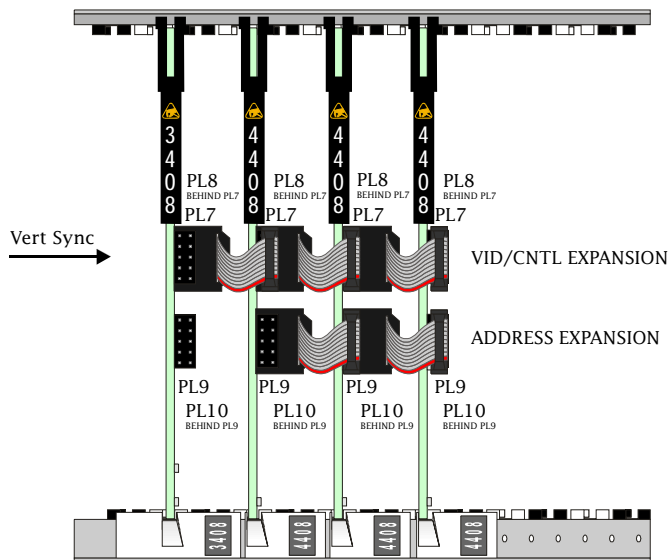 3408
4408
4408
4408
PL8
BEHIND PL7
PL7
PL8
BEHIND PL7
PL7
PL8
BEHIND PL7
PL7
PL8
BEHIND PL7
PL7
Vert Sync
VID/CNTL EXPANSION
ADDRESS EXPANSION
PL9
PL10
BEHIND PL9
PL9
PL10
BEHIND PL9
PL9
PL10
BEHIND PL9
PL9
PL10
BEHIND PL9
3408
4408
4408
4408